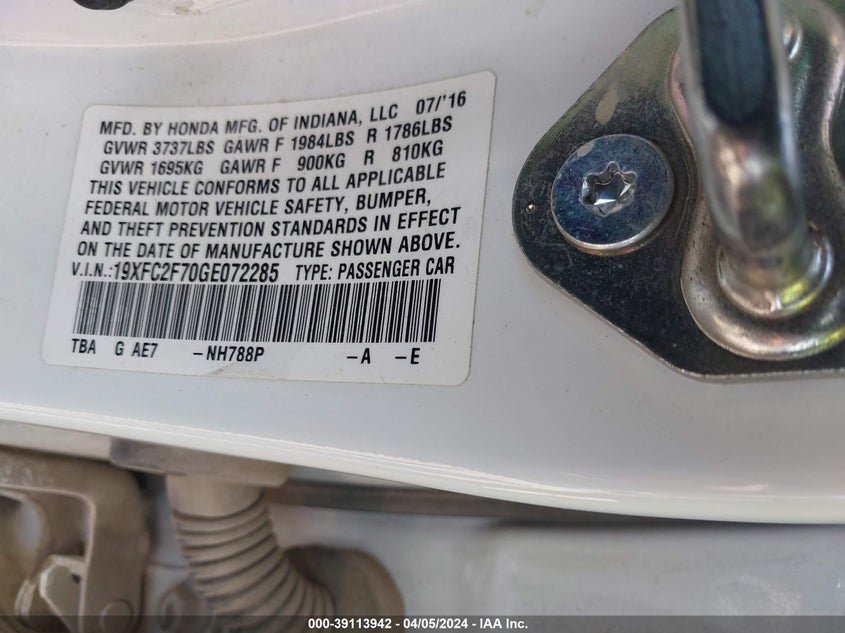 MFD. BY HONDA MFG. OF INDIANA, LLC 07/'16
GVWR 3737LBS GAWR F 1984LBS R 1786LBS
GVWR 1695KG GAWR F 900KG R 810KG
THIS VEHICLE CONFORMS TO ALL APPLICABLE
FEDERAL MOTOR VEHICLE SAFETY, BUMPER,
AND THEFT PREVENTION STANDARDS IN EFFECT
ON THE DATE OF MANUFACTURE SHOWN ABOVE.
V.I.N.:19XFC2F70GE072285 TYPE: PASSENGER CAR
TBA G AE7 -NH788P -A -E
000-39113942 - 04/05/2024 - IAA Inc.